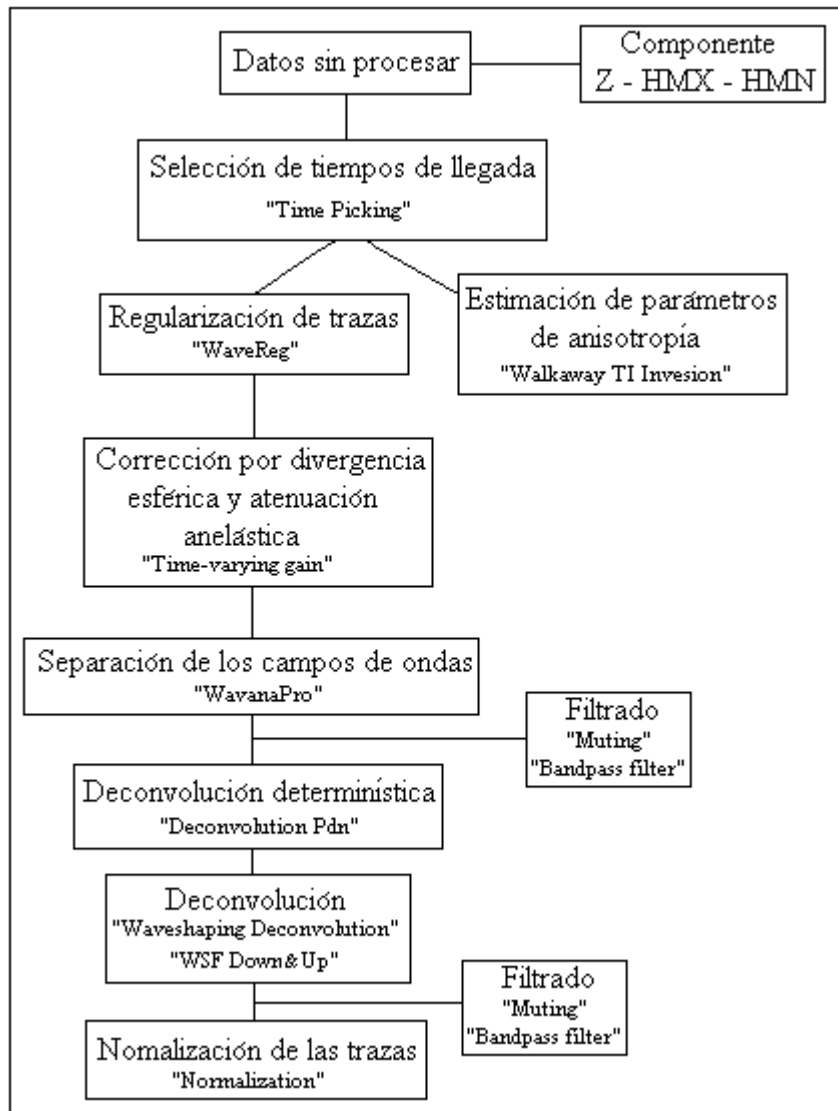 Datos sin procesar
Componente
Z - HMX - HMN
Selección de tiempos de llegada
"Time Picking"
Regularización de trazas
"WaveReg"
Estimación de parámetros
de anisotropía
"Walkaway TI Invesion"
Corrección por divergencia
esférica y atenuación
anelástica
"Time-varying gain"
Separación de los campos de ondas
"WavanaPro"
Filtrado
"Muting"
"Bandpass filter"
Deconvolución determinística
"Deconvolution Pdn"
Deconvolución
"Waveshaping Deconvolution"
"WSF Down&Up"
Filtrado
"Muting"
"Bandpass filter"
Nomalización de las trazas
"Normalization"